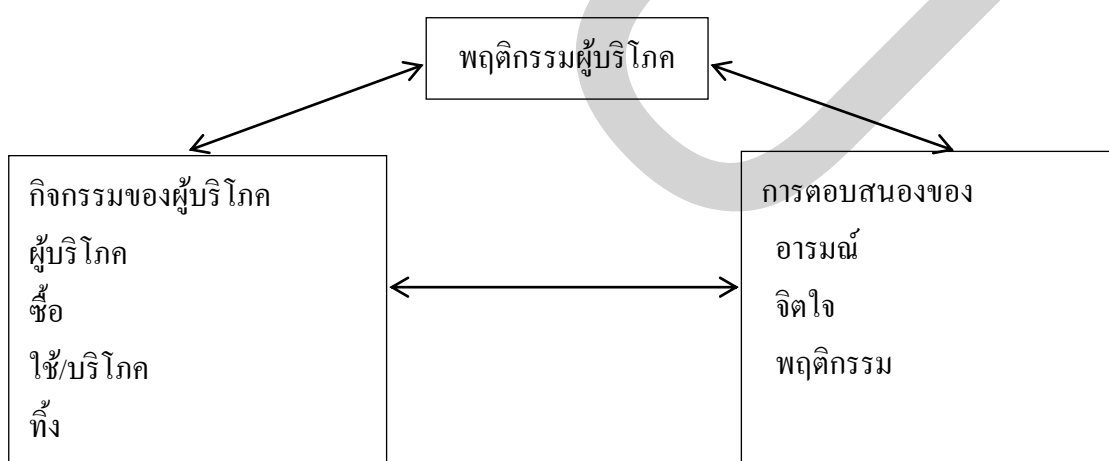 พฤติกรรมผู้บริโภค
กิจกรรมของผู้บริโภค
ผู้บริโภค
ซื้อ
ใช้/บริโภค
ทิ้ง
การตอบสนองของ
อารมณ์
จิตใจ
พฤติกรรม